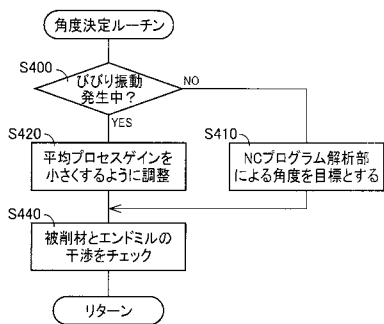 角度決定ルーチン
S400
びびり振動
発生中？
NO
YES
S420
平均プロセスゲインを
小さくするように調整
S410
NCプログラム解析部
による角度を目標とする
S440
被削材とエンドミルの
干渉をチェック
リターン